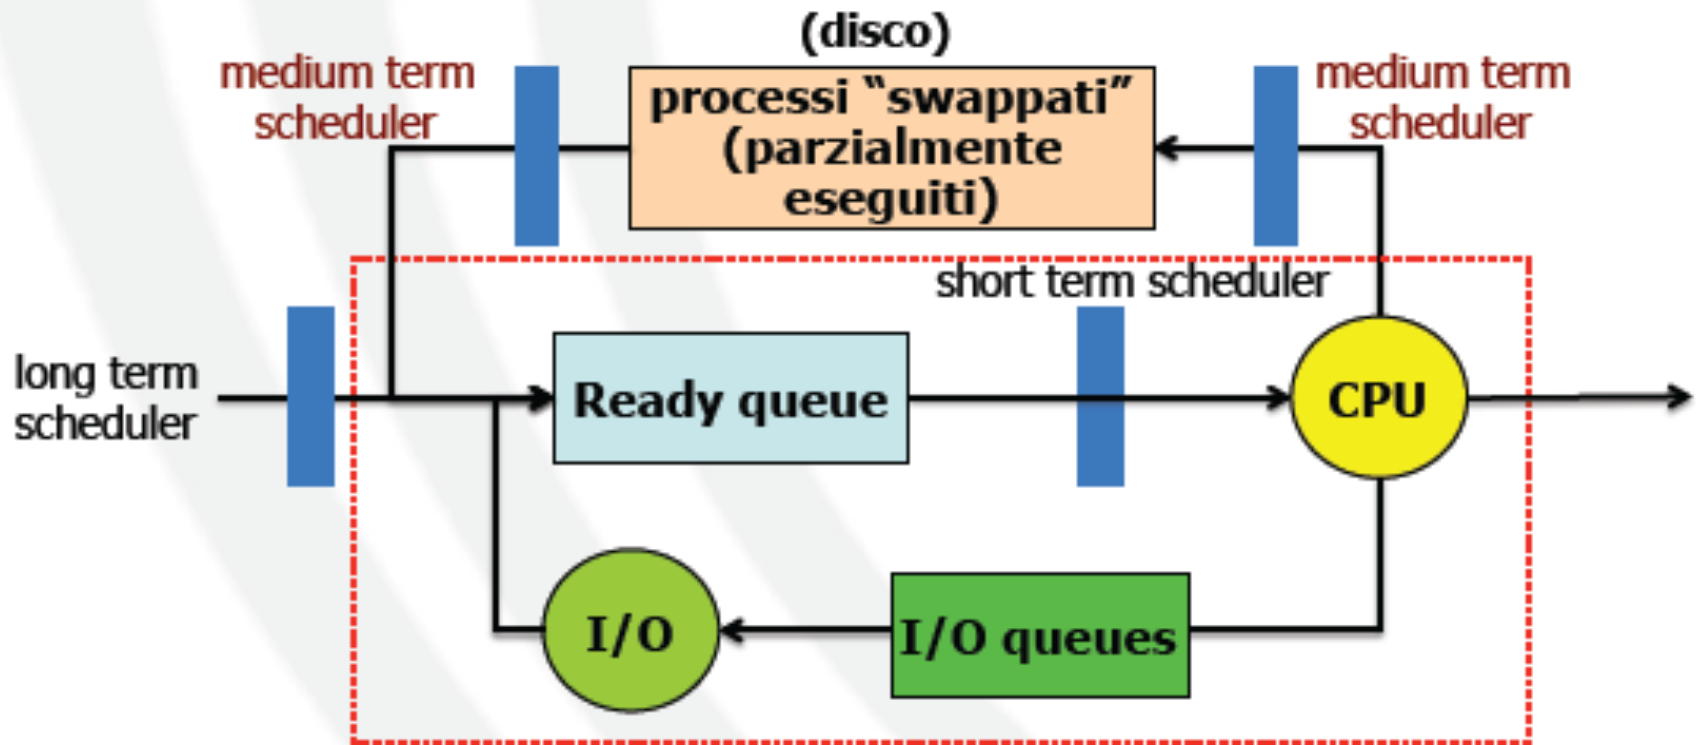 (disco)
medium term
scheduler
processi “swappati”
(parzialmente
eseguiti)
medium term
scheduler
short term scheduler
long term
scheduler
Ready queue
CPU
I/O
I/O queues